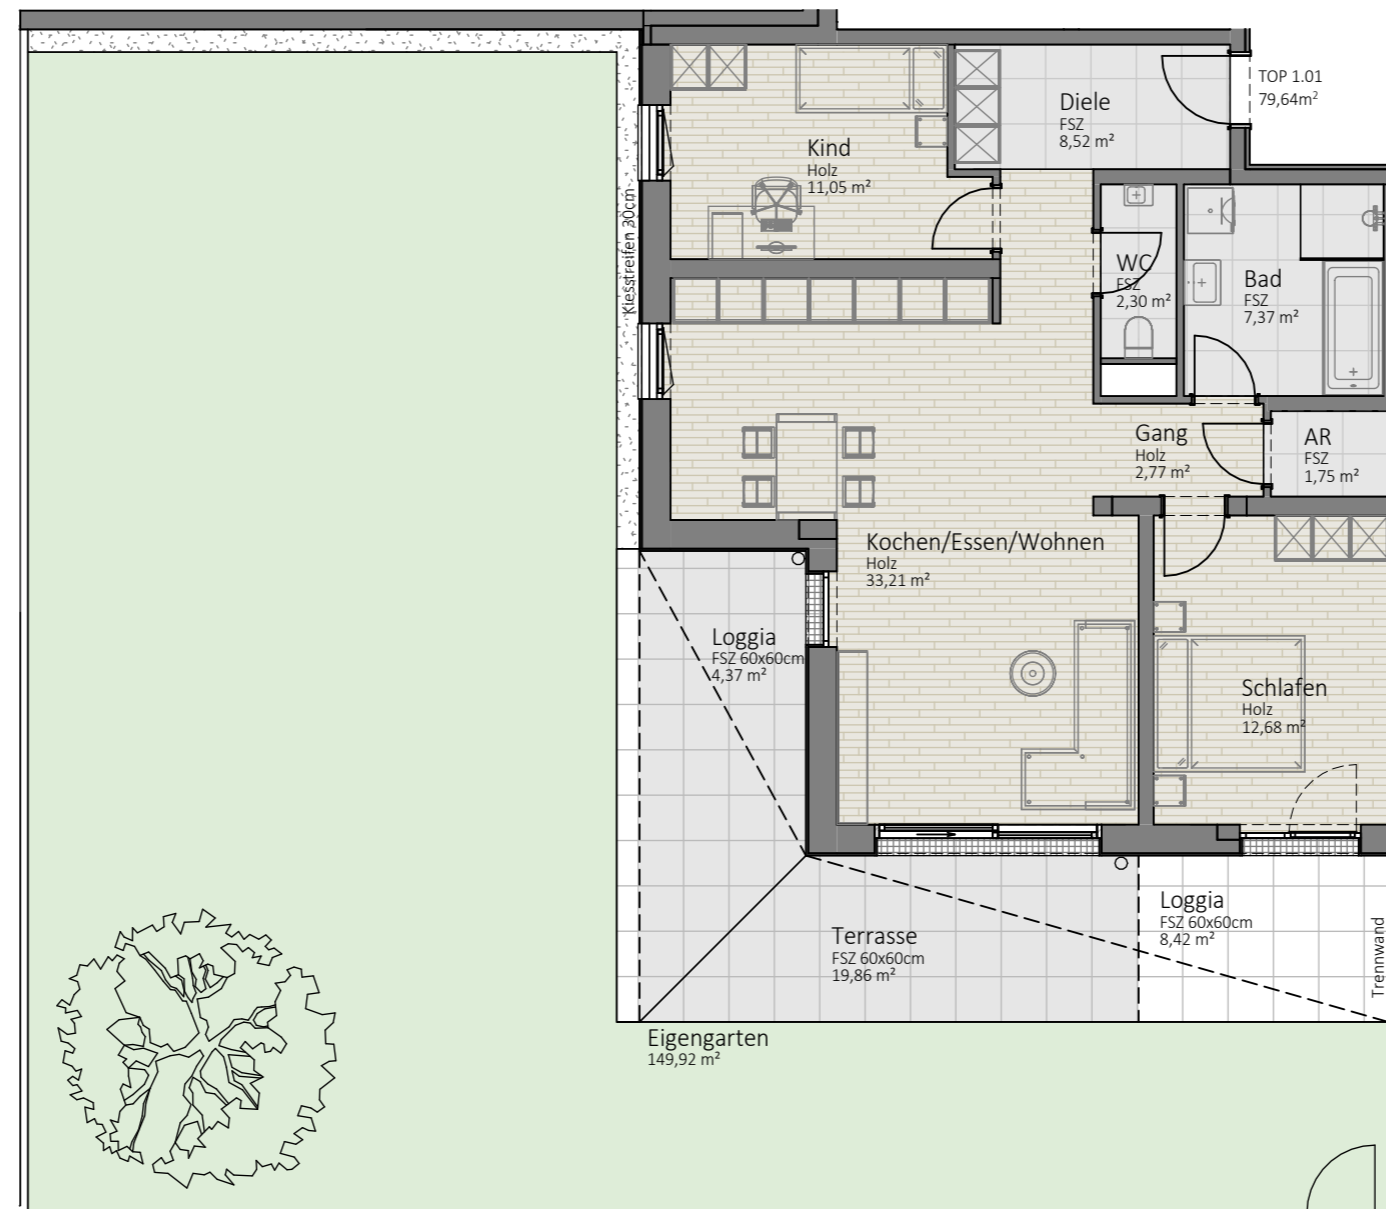 TOP 1.01
79,64m²
Diele
FSZ
8,52 m²
Kind
Holz
11,05 m²
Kiesstreifen 30cm
WC
FSZ
2,30 m²
Bad
FSZ
7,37 m²
Gang
Holz
2,77 m²
AR
FSZ
1,75 m²
Kochen/Essen/Wohnen
Holz
33,21 m²
Loggia
FSZ 60x60cm
4,37 m²
Schlafen
Holz
12,68 m²
Loggia
FSZ 60x60cm
8,42 m²
Trennwand
Terrasse
FSZ 60x60cm
19,86 m²
Eigengarten
149,92 m²